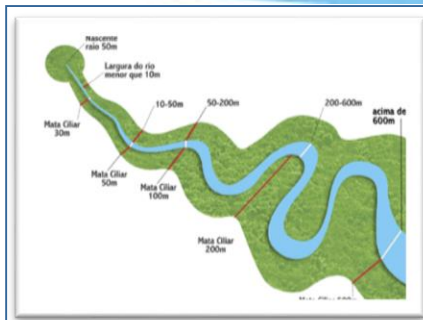 Nascente
raio 50m
Largura do rio
menor que 10m
10-50m
50-200m
200-600m
acima de
600m
Mata Ciliar
30m
Mata Ciliar
50m
Mata Ciliar
100m
Mata Ciliar
200m